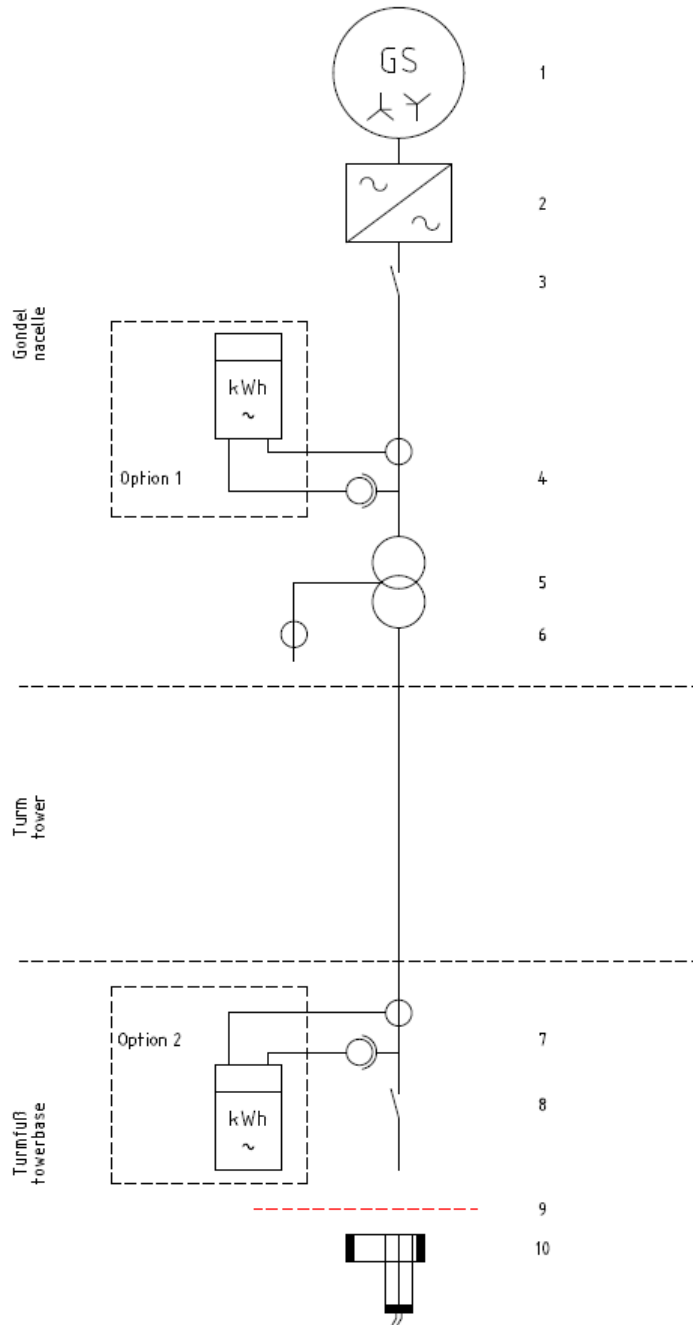 GS
1
2
3
Gondel
nacelle
kWh
~
Option 1
4
5
6
Turm
tower
Option 2
7
kWh
~
8
Turmfuß
towerbase
9
10